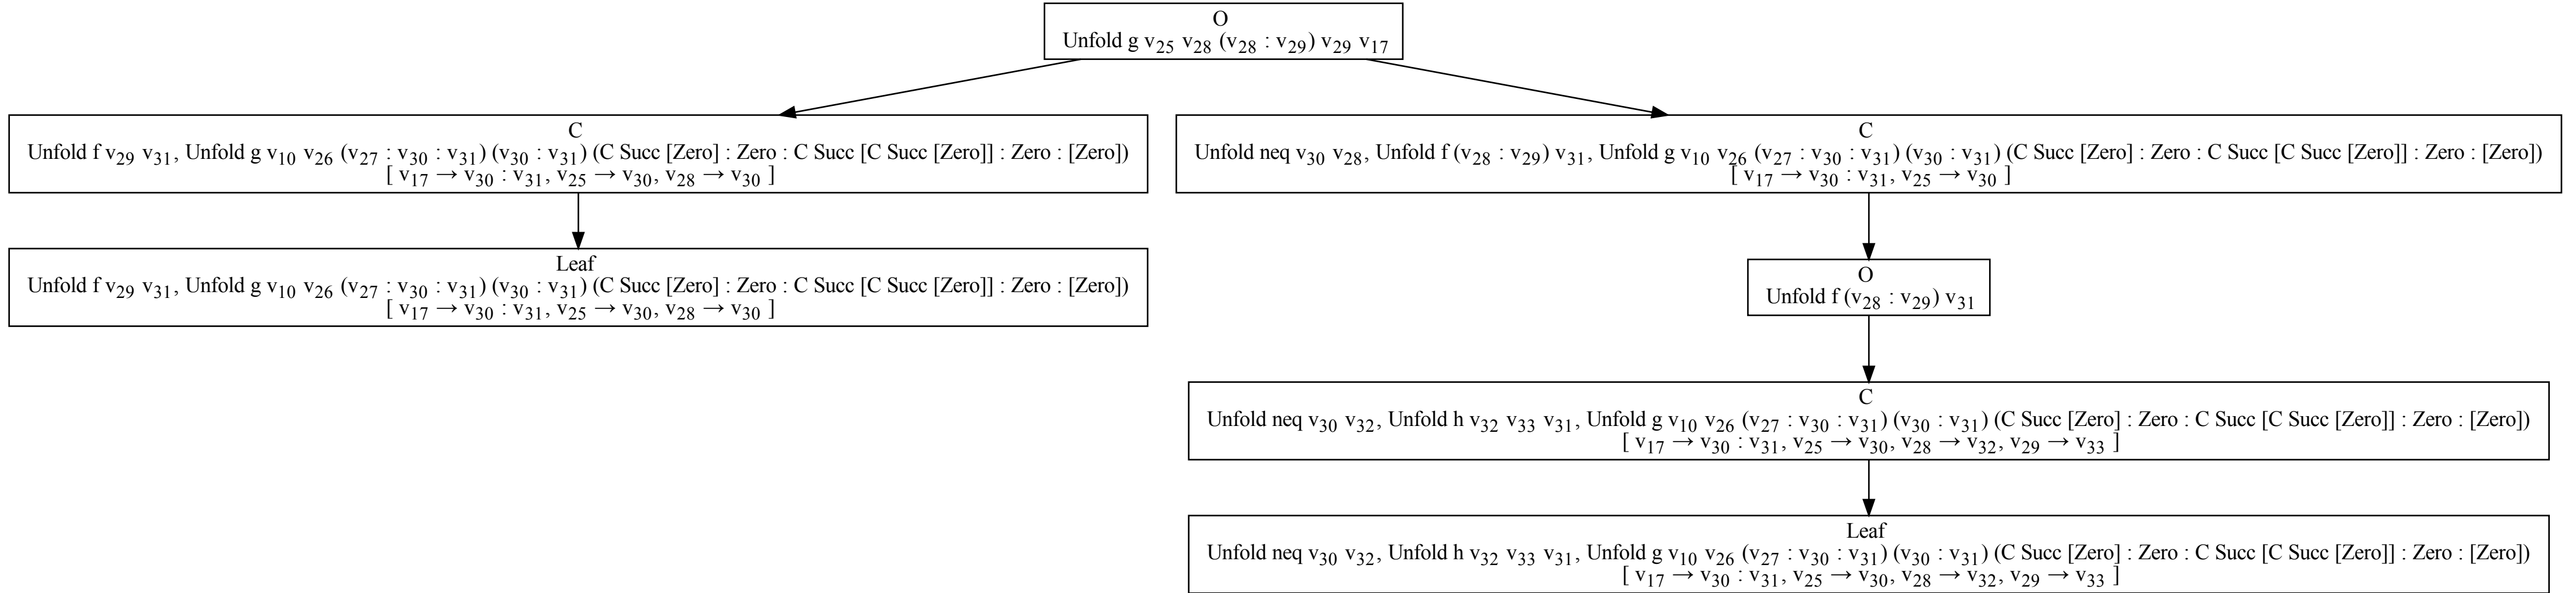 O
Unfold g v₂₅ v₂₈ (v₂₈ : v₂₉) v₂₉ v₁₇
C
Unfold f v₂₉ v₃₁, Unfold g v₁₀ v₂₆ (v₂₇ : v₃₀ : v₃₁) (v₃₀ : v₃₁) (C Succ [Zero] : Zero : C Succ [C Succ [Zero]] : Zero : [Zero])
[ v₁₇ → v₃₀ : v₃₁, v₂₅ → v₃₀, v₂₈ → v₃₀ ]
C
Unfold neq v₃₀ v₂₈, Unfold f (v₂₈ : v₂₉) v₃₁, Unfold g v₁₀ v₂₆ (v₂₇ : v₃₀ : v₃₁) (v₃₀ : v₃₁) (C Succ [Zero] : Zero : C Succ [C Succ [Zero]] : Zero : [Zero])
[ v₁₇ → v₃₀ : v₃₁, v₂₅ → v₃₀ ]
Leaf
Unfold f v₂₉ v₃₁, Unfold g v₁₀ v₂₆ (v₂₇ : v₃₀ : v₃₁) (v₃₀ : v₃₁) (C Succ [Zero] : Zero : C Succ [C Succ [Zero]] : Zero : [Zero])
[ v₁₇ → v₃₀ : v₃₁, v₂₅ → v₃₀, v₂₈ → v₃₀ ]
O
Unfold f (v₂₈ : v₂₉) v₃₁
C
Unfold neq v₃₀ v₃₂, Unfold h v₃₂ v₃₃ v₃₁, Unfold g v₁₀ v₂₆ (v₂₇ : v₃₀ : v₃₁) (v₃₀ : v₃₁) (C Succ [Zero] : Zero : C Succ [C Succ [Zero]] : Zero : [Zero])
[ v₁₇ → v₃₀ : v₃₁, v₂₅ → v₃₀, v₂₈ → v₃₂, v₂₉ → v₃₃ ]
Leaf
Unfold neq v₃₀ v₃₂, Unfold h v₃₂ v₃₃ v₃₁, Unfold g v₁₀ v₂₆ (v₂₇ : v₃₀ : v₃₁) (v₃₀ : v₃₁) (C Succ [Zero] : Zero : C Succ [C Succ [Zero]] : Zero : [Zero])
[ v₁₇ → v₃₀ : v₃₁, v₂₅ → v₃₀, v₂₈ → v₃₂, v₂₉ → v₃₃ ]